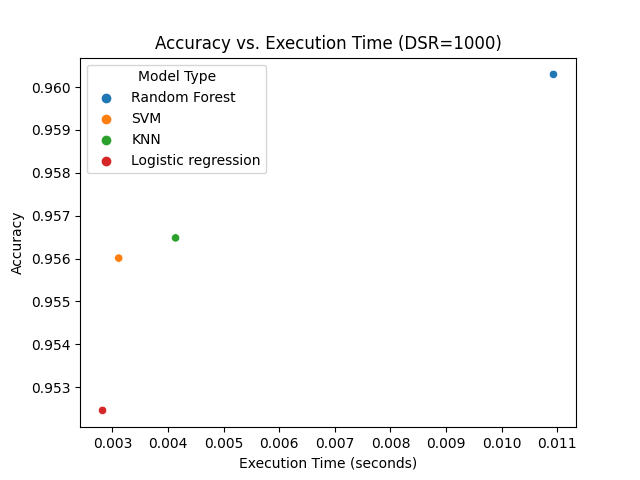 Accuracy vs. Execution Time (DSR=1000)
Model Type
Random Forest
SVM
KNN
Logistic regression
0.960
0.959
0.958
0.957
0.956
0.955
0.954
0.953
Accuracy
0.003 0.004 0.005 0.006 0.007 0.008 0.009 0.010 0.011
Execution Time (seconds)